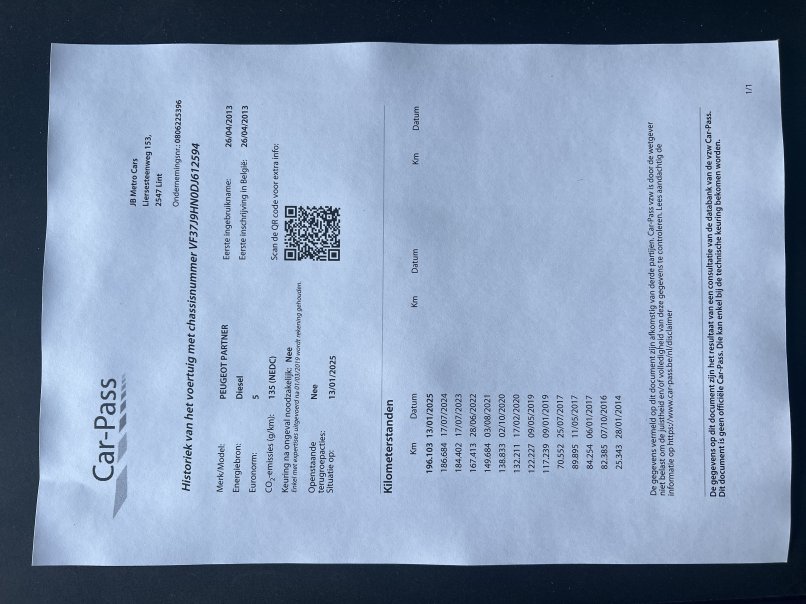 Car-Pass
JB Metro Cars
Liersesteenweg 153,
2547 Lint
Ondernemingsnr.: 0806225396
Historiek van het voertuig met chassisnummer VF37J9HN0DJ612594
Merk/Model: PEUGEOT PARTNER
Energiebron: Diesel
Euronorm: 5
CO2-emissies (g/km): 135 (NEDC)
Keuring na ongeval noodzakelijk: Nee
Enkel met expertises uitgevoerd na 01/03/2019 wordt rekening gehouden.
Openstaande terugroepacties: Nee
Situatie op: 13/01/2025
Eerste ingebruikname: 26/04/2013
Eerste inschrijving in België: 26/04/2013
Scan de QR code voor extra info:
Kilometerstanden
Km Datum Km Datum Km Datum
196.103 13/01/2025
186.684 17/07/2024
184.402 17/07/2023
167.413 28/06/2022
149.684 03/08/2021
138.833 02/10/2020
132.211 17/02/2020
122.227 09/05/2019
117.239 09/01/2019
70.552 25/07/2017
89.895 11/05/2017
84.254 06/01/2017
82.385 07/10/2016
25.343 28/01/2014
De gegevens vermeld op dit document zijn afkomstig van derde partijen. Car-Pass vzw is door de wetgever
niet belast om de juistheid en/of volledigheid van deze gegevens te controleren. Lees aandachtig de
informatie op https://www.car-pass.be/nl/disclaimer
De gegevens op dit document zijn het resultaat van een consultatie van de databank van de vzw Car-Pass.
Dit document is geen officiële Car-Pass. Die kan enkel bij de technische keuring bekomen worden.
1/1